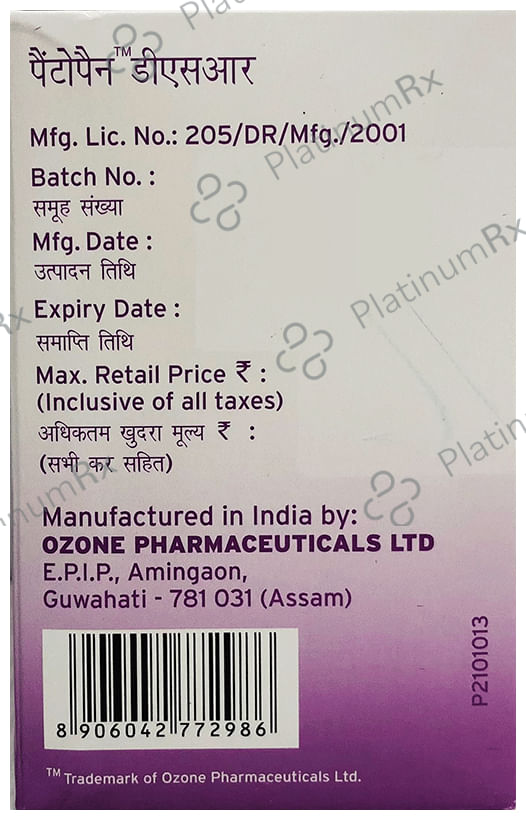 पैंटोपैन™ डीएसआर
Mfg. Lic. No.: 205/DR/Mfg./2001
Batch No. :
समूह संख्या
Mfg. Date :
उत्पादन तिथि
Expiry Date :
समाप्ति तिथि
Max. Retail Price ₹ :
(Inclusive of all taxes)
अधिकतम खुदरा मूल्य ₹ :
(सभी कर सहित)
Manufactured in India by:
OZONE PHARMACEUTICALS LTD
E.P.I.P., Amingaon,
Guwahati - 781 031 (Assam)
8 906042 772986
P2101013
™ Trademark of Ozone Pharmaceuticals Ltd.
PlatinumRx
PlatinumRx
PlatinumRx